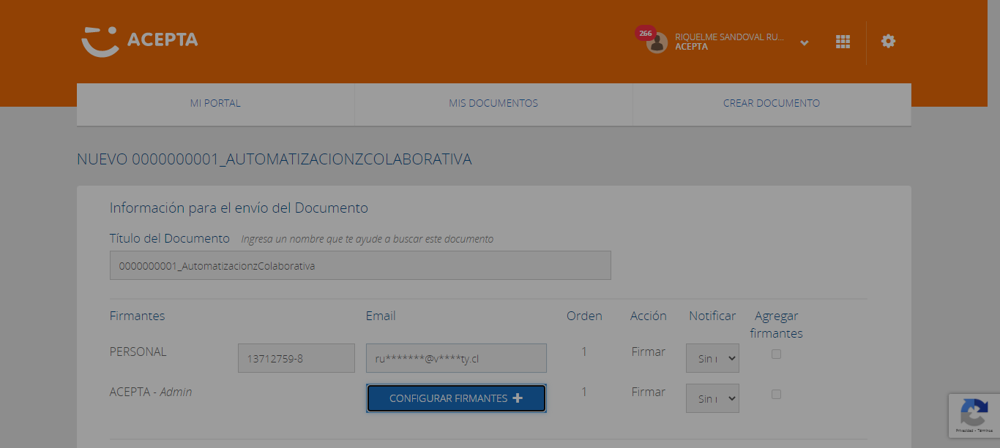 ACEPTA
266
RIQUELME SANDOVAL RU...
ACEPTA
MI PORTAL
MIS DOCUMENTOS
CREAR DOCUMENTO
NUEVO 0000000001_AUTOMATIZACIONZCOLABORATIVA
Información para el envío del Documento
Título del Documento Ingresa un nombre que te ayude a buscar este documento
0000000001_AutomatizacionzColaborativa
Firmantes Email Orden Acción Notificar Agregar
firmantes
PERSONAL 13712759-8 ru*******@v****ty.cl 1 Firmar Sin
ACEPTA - Admin CONFIGURAR FIRMANTES 1 Firmar Sin
Privacidad - Términos